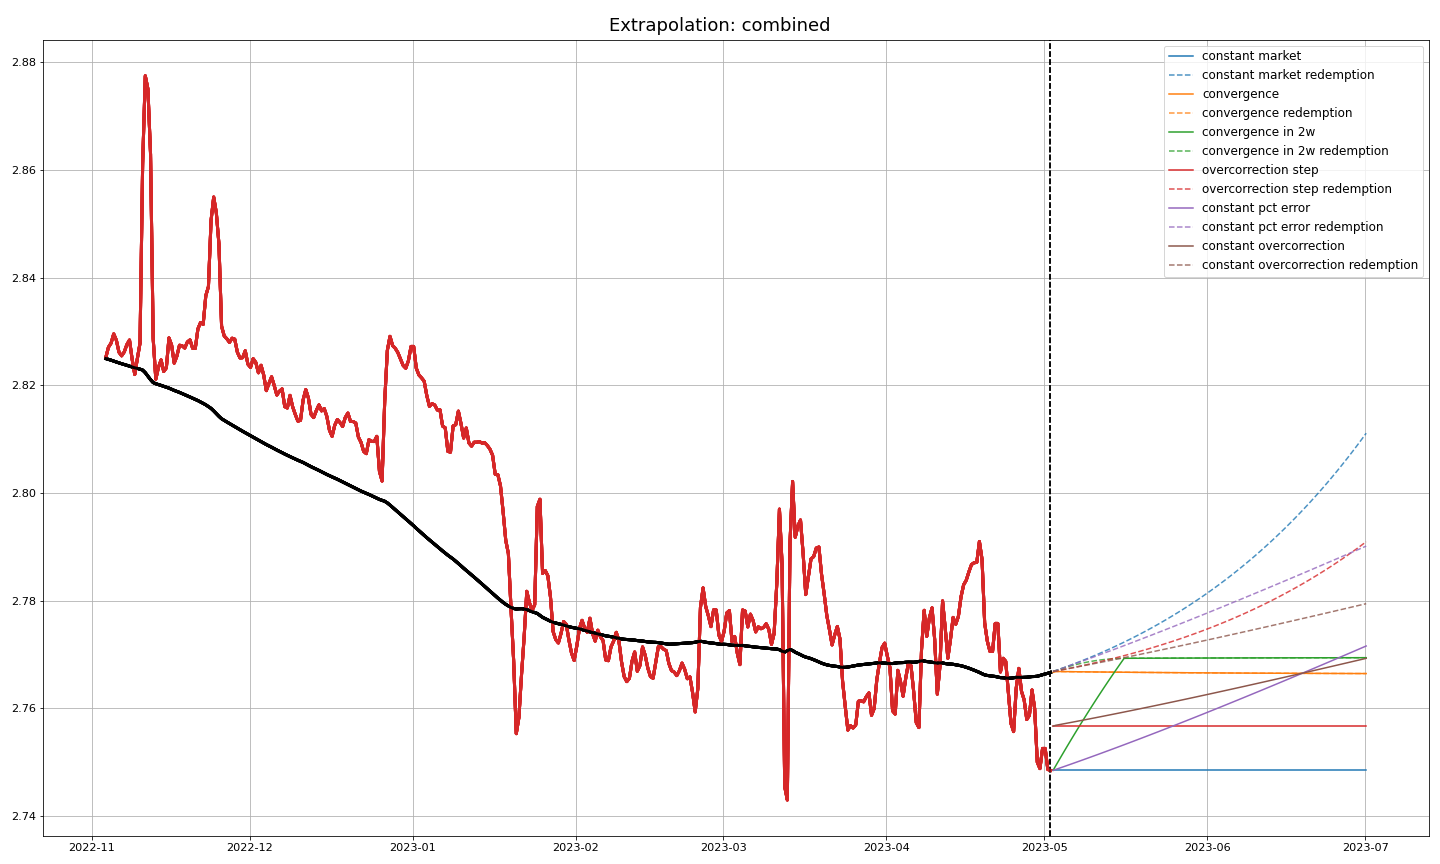 Extrapolation: combined
constant market
constant market redemption
convergence
convergence redemption
convergence in 2w
convergence in 2w redemption
overcorrection step
overcorrection step redemption
constant pct error
constant pct error redemption
constant overcorrection
constant overcorrection redemption
2.88
2.86
2.84
2.82
2.80
2.78
2.76
2.74
2022-11 2022-12 2023-01 2023-02 2023-03 2023-04 2023-05 2023-06 2023-07